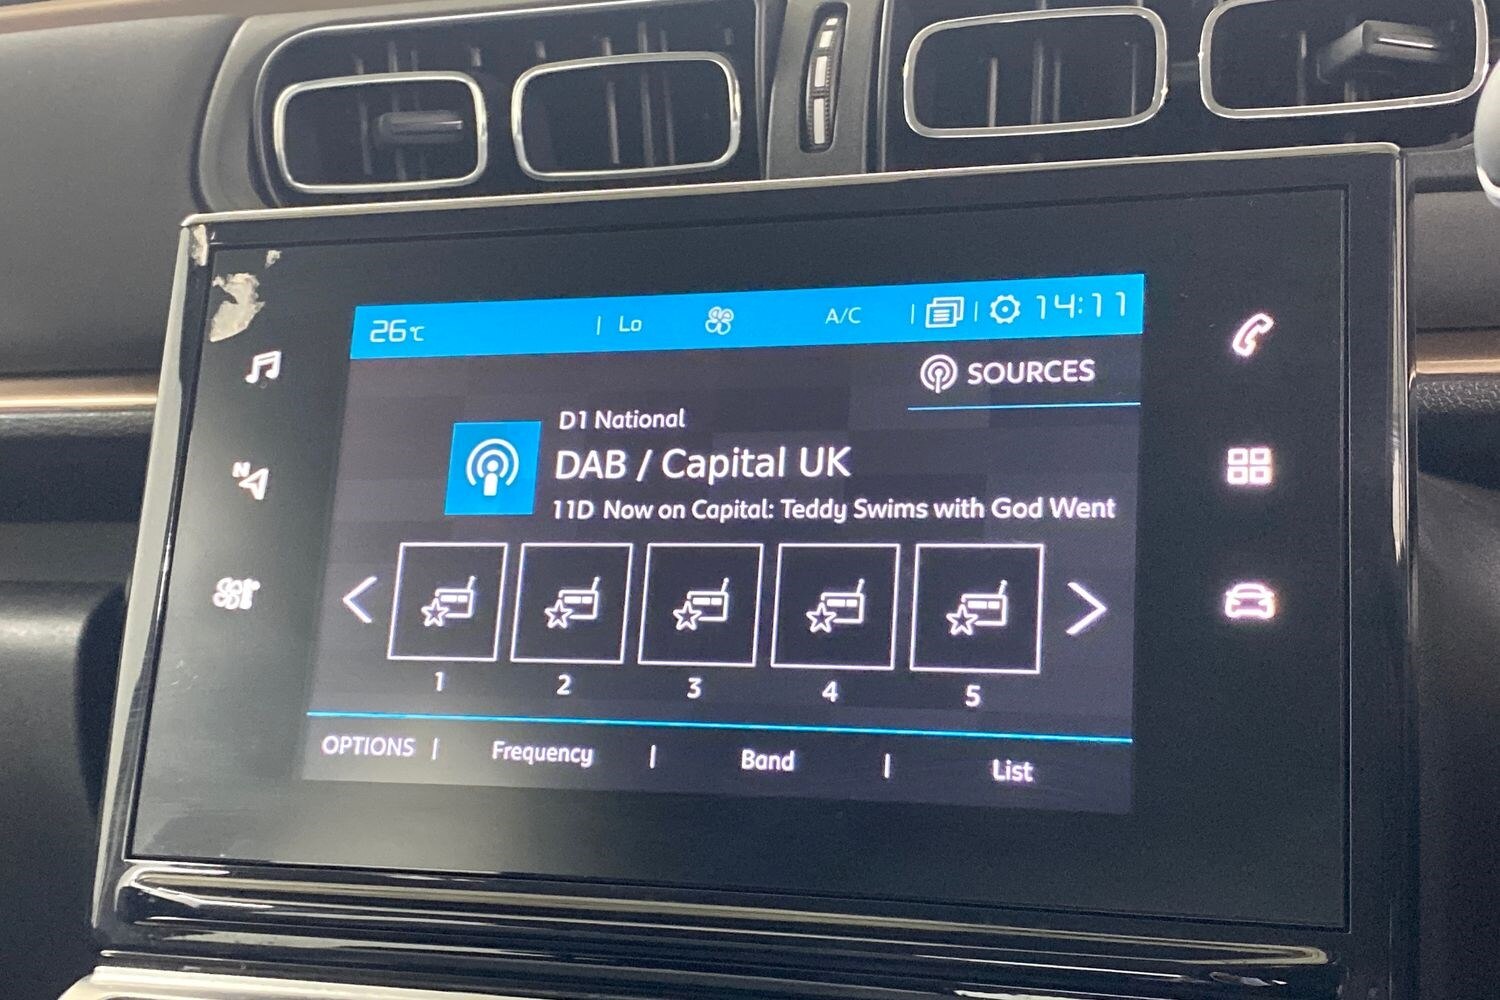 26℃ | Lo A/C | | 14:11
SOURCES
D1 National
DAB / Capital UK
11D Now on Capital: Teddy Swims with God Went
1 2 3 4 5
OPTIONS | Frequency | Band | List
N